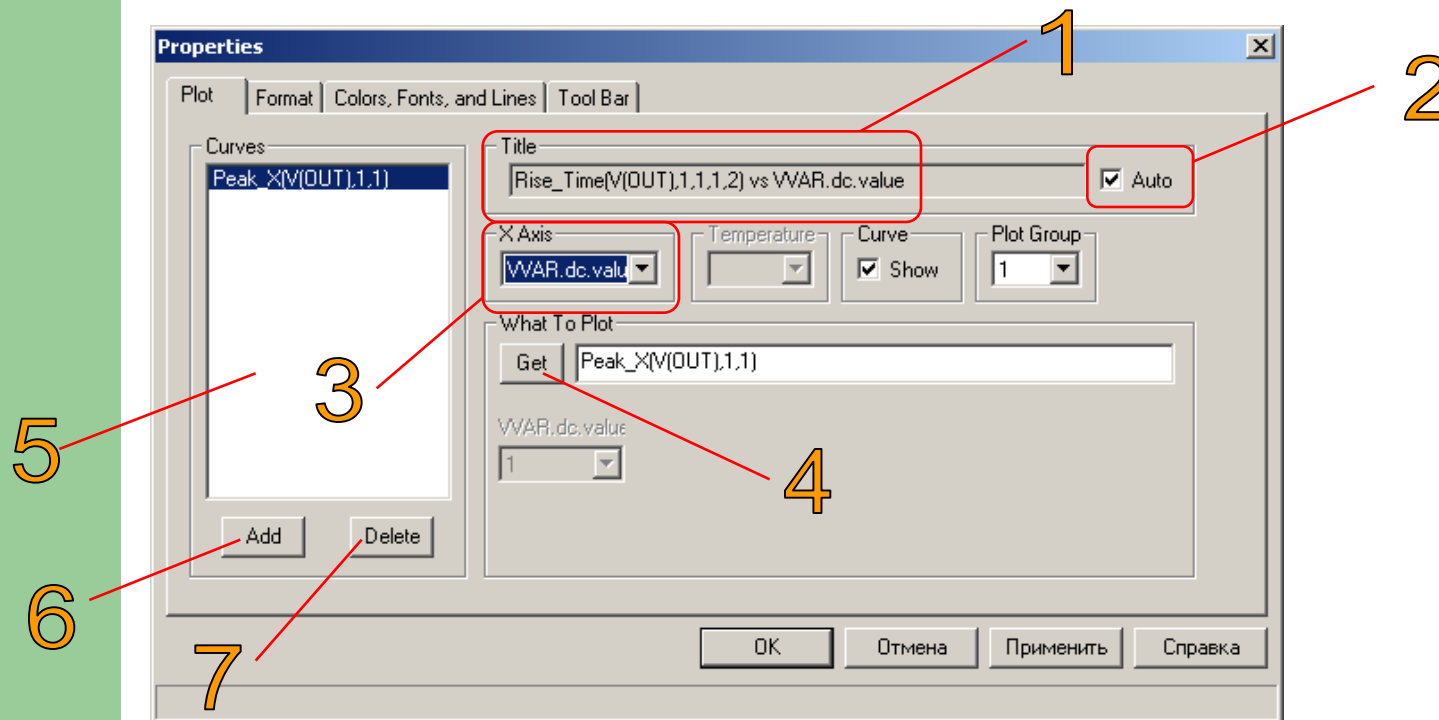 1
Properties
2
Plot Format Colors, Fonts, and Lines Tool Bar
Curves
Peak_X(V(OUT),1,1)
Title
Rise_Time(V(OUT),1,1,1,2) vs VVAR.dc.value
Auto
X Axis
VVAR.dc.valu
Temperature
Curve
Show
Plot Group
1
What To Plot
Get
Peak_X(V(OUT),1,1)
3
VVAR.dc.value
1
4
5
Add
Delete
6
7
OK
Отмена
Применить
Справка